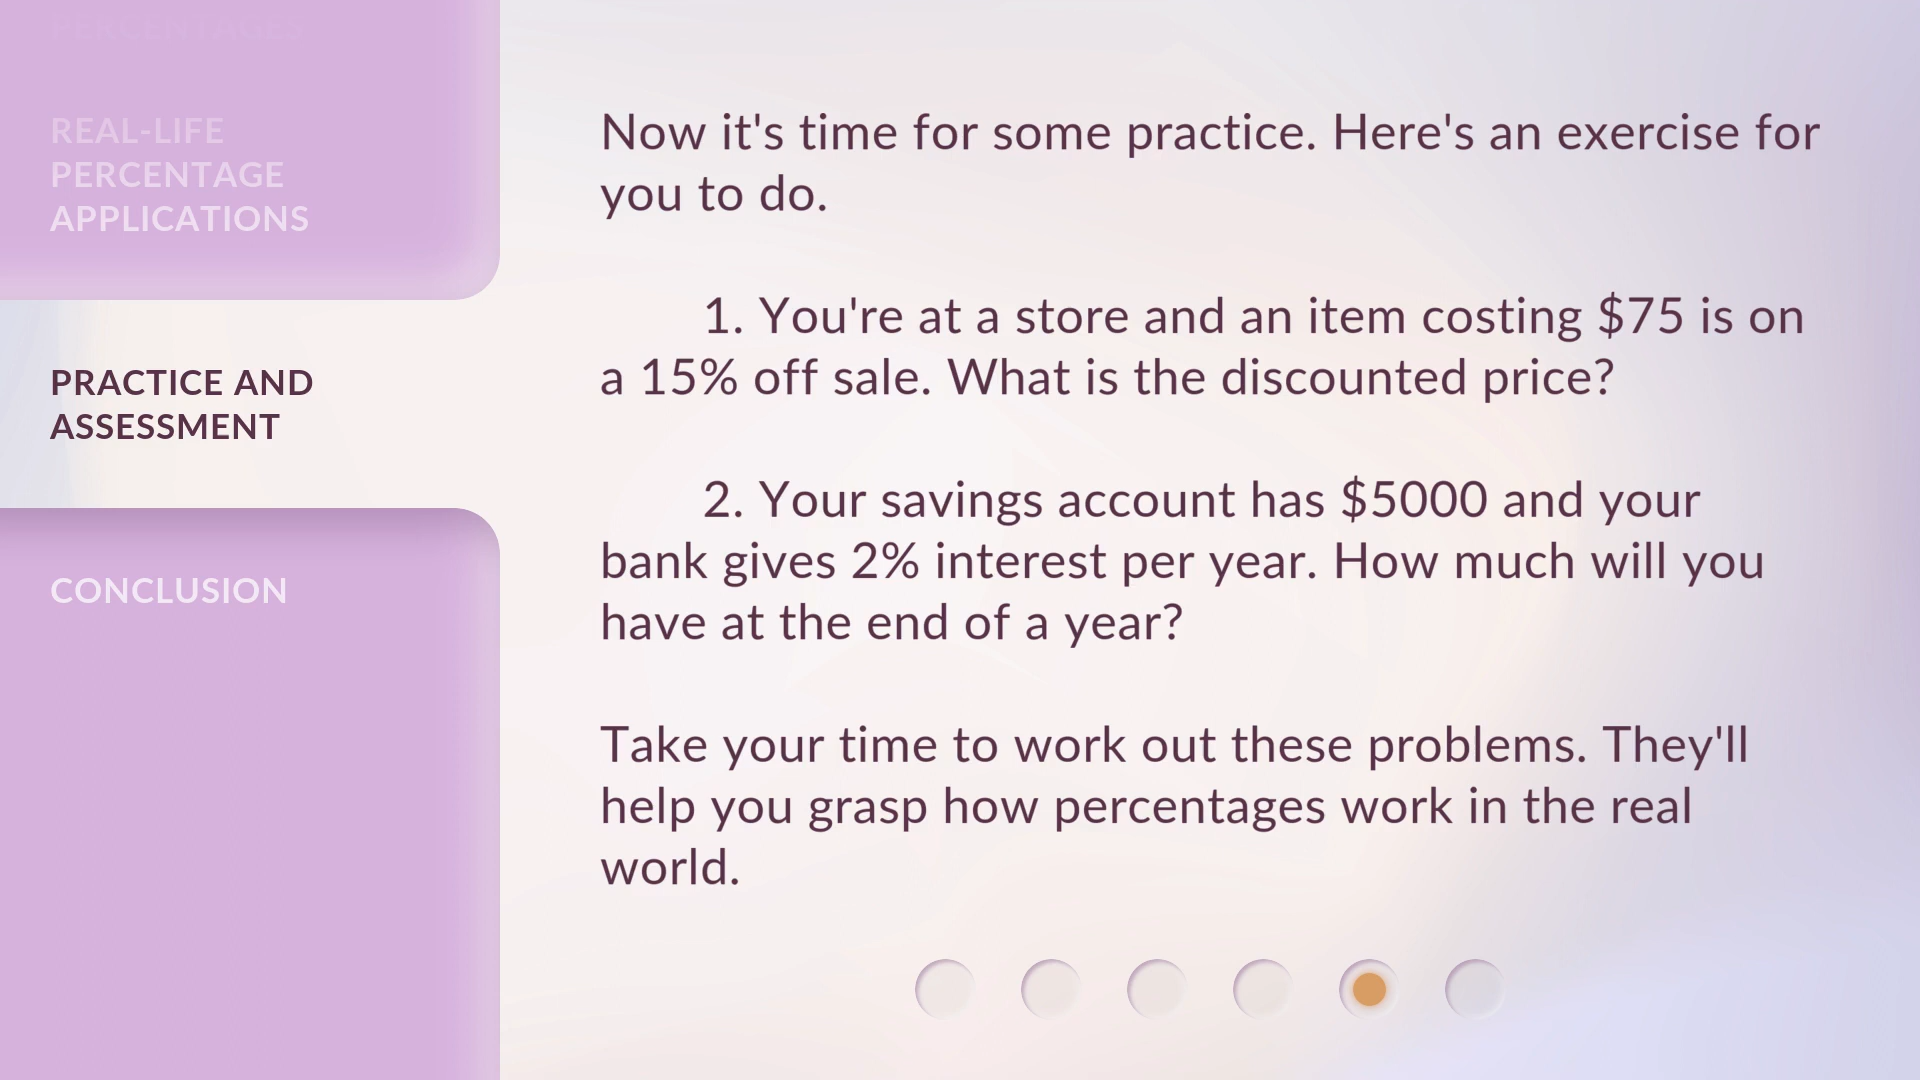 PERCENTAGES
REAL-LIFE
PERCENTAGE
APPLICATIONS
PRACTICE AND
ASSESSMENT
CONCLUSION
Now it's time for some practice. Here's an exercise for
you to do.
1. You're at a store and an item costing $75 is on
a 15% off sale. What is the discounted price?
2. Your savings account has $5000 and your
bank gives 2% interest per year. How much will you
have at the end of a year?
Take your time to work out these problems. They'll
help you grasp how percentages work in the real
world.